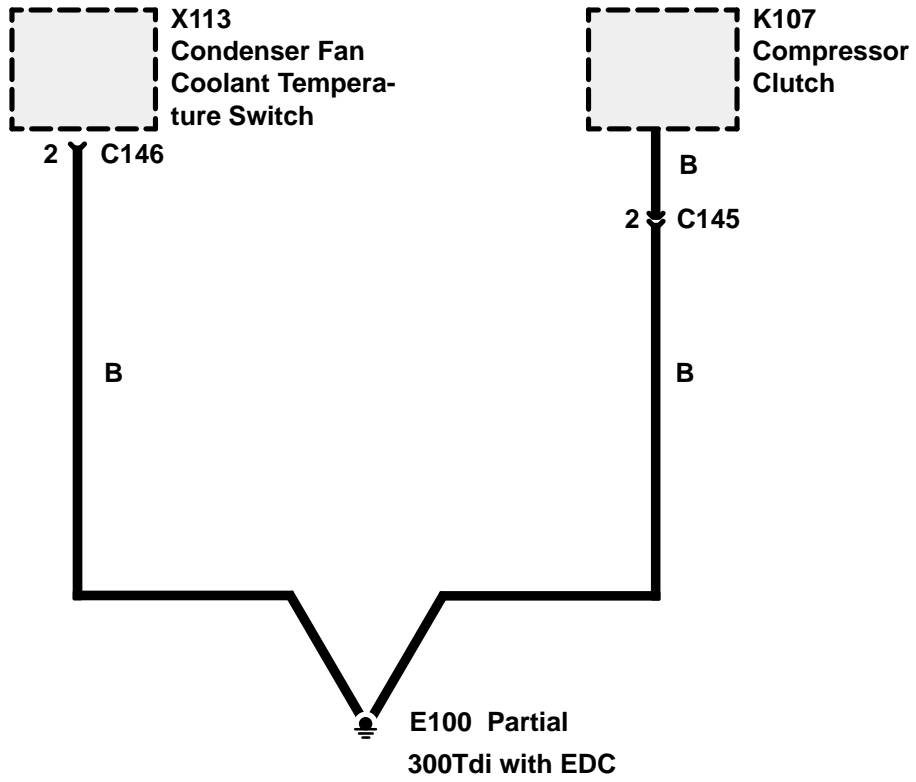 X113
Condenser Fan
Coolant Tempera-
ture Switch
K107
Compressor
Clutch
2 C146
B
2 C145
B
B
E100 Partial
300Tdi with EDC